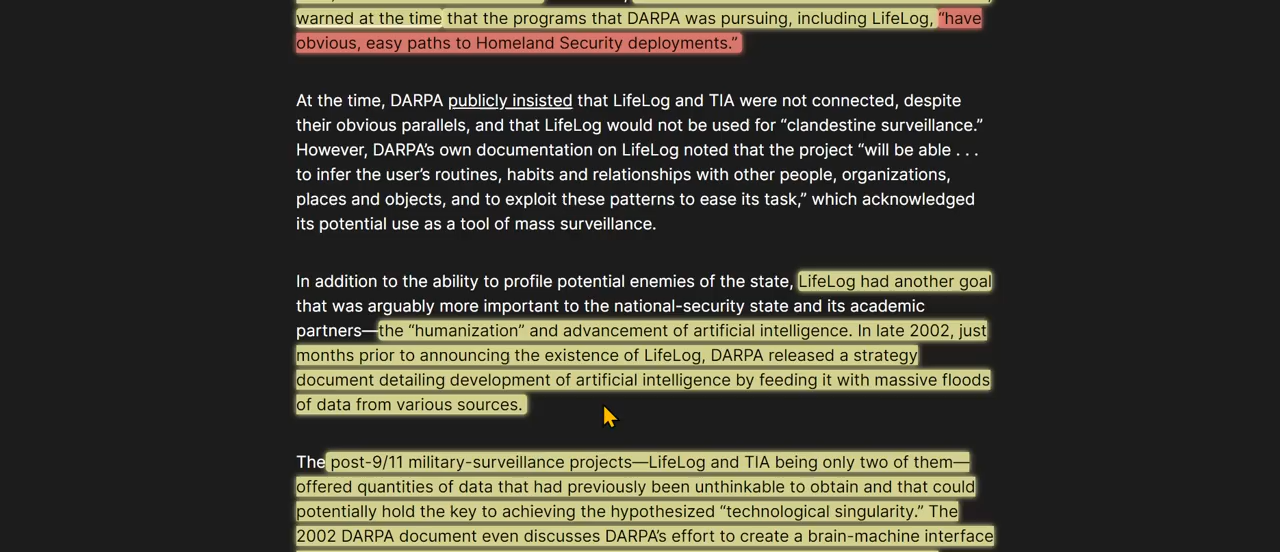 warned at the time that the programs that DARPA was pursuing, including LifeLog, “have
obvious, easy paths to Homeland Security deployments.”
At the time, DARPA publicly insisted that LifeLog and TIA were not connected, despite
their obvious parallels, and that LifeLog would not be used for “clandestine surveillance.”
However, DARPA’s own documentation on LifeLog noted that the project “will be able . . .
to infer the user’s routines, habits and relationships with other people, organizations,
places and objects, and to exploit these patterns to ease its task,” which acknowledged
its potential use as a tool of mass surveillance.
In addition to the ability to profile potential enemies of the state, LifeLog had another goal
that was arguably more important to the national-security state and its academic
partners—the “humanization” and advancement of artificial intelligence. In late 2002, just
months prior to announcing the existence of LifeLog, DARPA released a strategy
document detailing development of artificial intelligence by feeding it with massive floods
of data from various sources.
The post-9/11 military-surveillance projects—LifeLog and TIA being only two of them—
offered quantities of data that had previously been unthinkable to obtain and that could
potentially hold the key to achieving the hypothesized “technological singularity.” The
2002 DARPA document even discusses DARPA’s effort to create a brain-machine interface